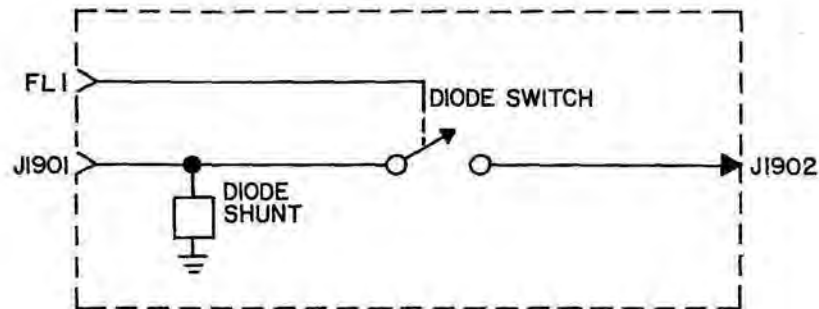 FL1
DIODE SWITCH
J1901
J1902
DIODE
SHUNT